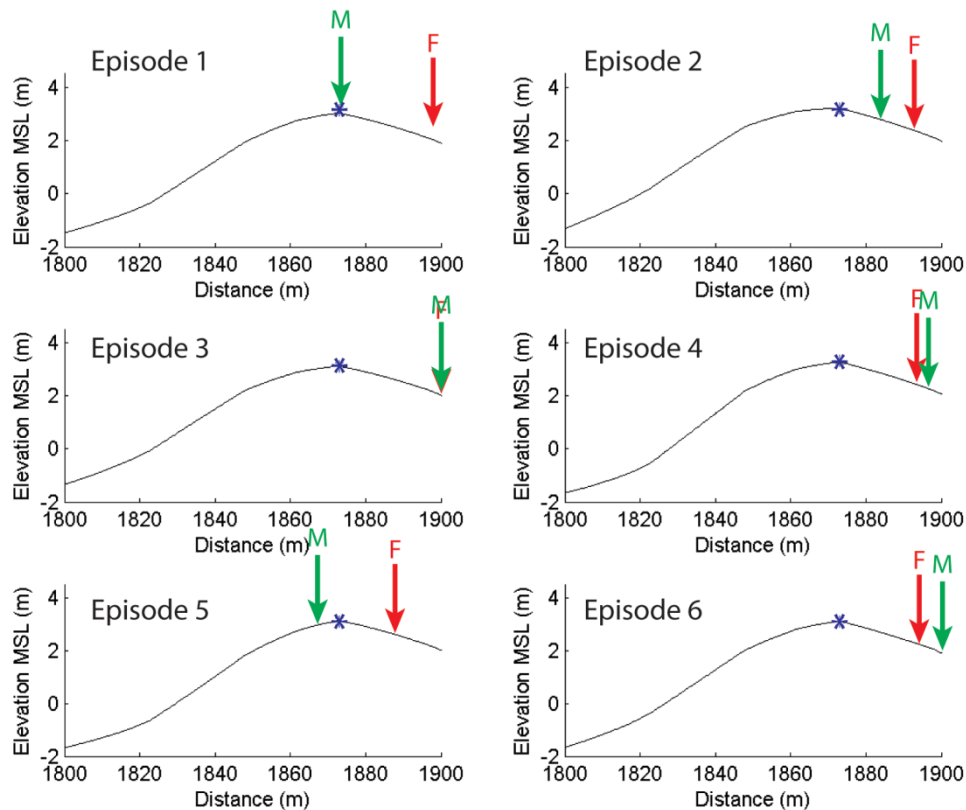 M
F
Episode 1
4
2
0
-2
1800 1820 1840 1860 1880 1900
Elevation MSL (m)
Distance (m)
M
F
Episode 2
4
2
0
-2
1800 1820 1840 1860 1880 1900
Elevation MSL (m)
Distance (m)
M
F
Episode 3
4
2
0
-2
1800 1820 1840 1860 1880 1900
Elevation MSL (m)
Distance (m)
F M
Episode 4
4
2
0
-2
1800 1820 1840 1860 1880 1900
Elevation MSL (m)
Distance (m)
M
F
Episode 5
4
2
0
-2
1800 1820 1840 1860 1880 1900
Elevation MSL (m)
Distance (m)
F M
Episode 6
4
2
0
-2
1800 1820 1840 1860 1880 1900
Elevation MSL (m)
Distance (m)